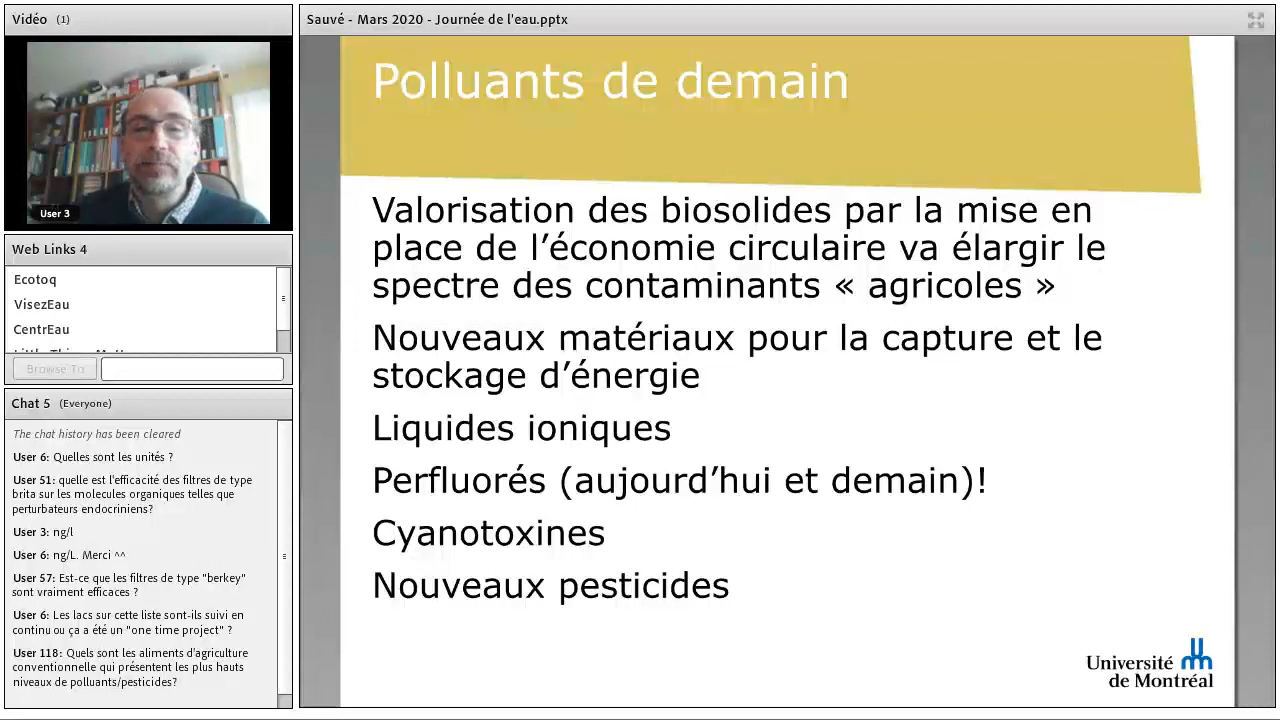 Vidéo (1)
User 3
Web Links 4
Ecotoq
VisezEau
CentrEau
Browse To
Chat 5 (Everyone)
The chat history has been cleared
User 6: Quelles sont les unités ?
User 51: quelle est l'efficacité des filtres de type
brita sur les molecules organiques telles que
perturbateurs endocriniens?
User 3: ng/l
User 6: ng/L. Merci ^^
User 57: Est-ce que les filtres de type "berkey"
sont vraiment efficaces ?
User 6: Les lacs sur cette liste sont-ils suivi en
continu ou ça a été un "one time project" ?
User 118: Quels sont les aliments d'agriculture
conventionnelle qui présentent les plus hauts
niveaux de polluants/pesticides?
Sauvé - Mars 2020 - Journée de l'eau.pptx
Polluants de demain
Valorisation des biosolides par la mise en
place de l’économie circulaire va élargir le
spectre des contaminants « agricoles »
Nouveaux matériaux pour la capture et le
stockage d’énergie
Liquides ioniques
Perfluorés (aujourd’hui et demain)!
Cyanotoxines
Nouveaux pesticides
Université
de Montréal